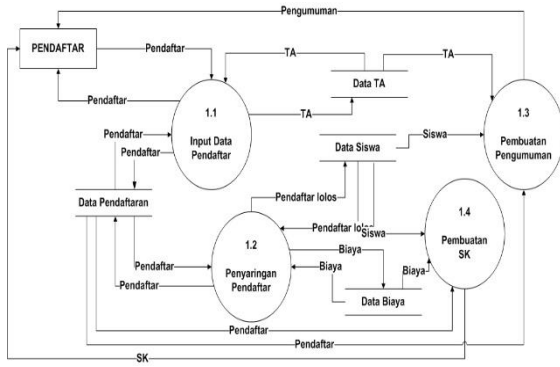 Pengumuman
PENDAFTAR
Pendaftar
TA
TA
Data TA
Pendaftar
1.1
Input Data
Pendaftar
TA
1.3
Pembuatan
Pengumuman
Pendaftar
Pendaftar
Data Siswa
Siswa
Data Pendaftaran
Pendaftar lolos
Pendaftar lolos
Siswa
1.4
Pembuatan
SK
1.2
Penyaringan
Pendaftar
Biaya
Biaya
Biaya
Pendaftar
Pendaftar
Data Biaya
Pendaftar
Pendaftar
SK